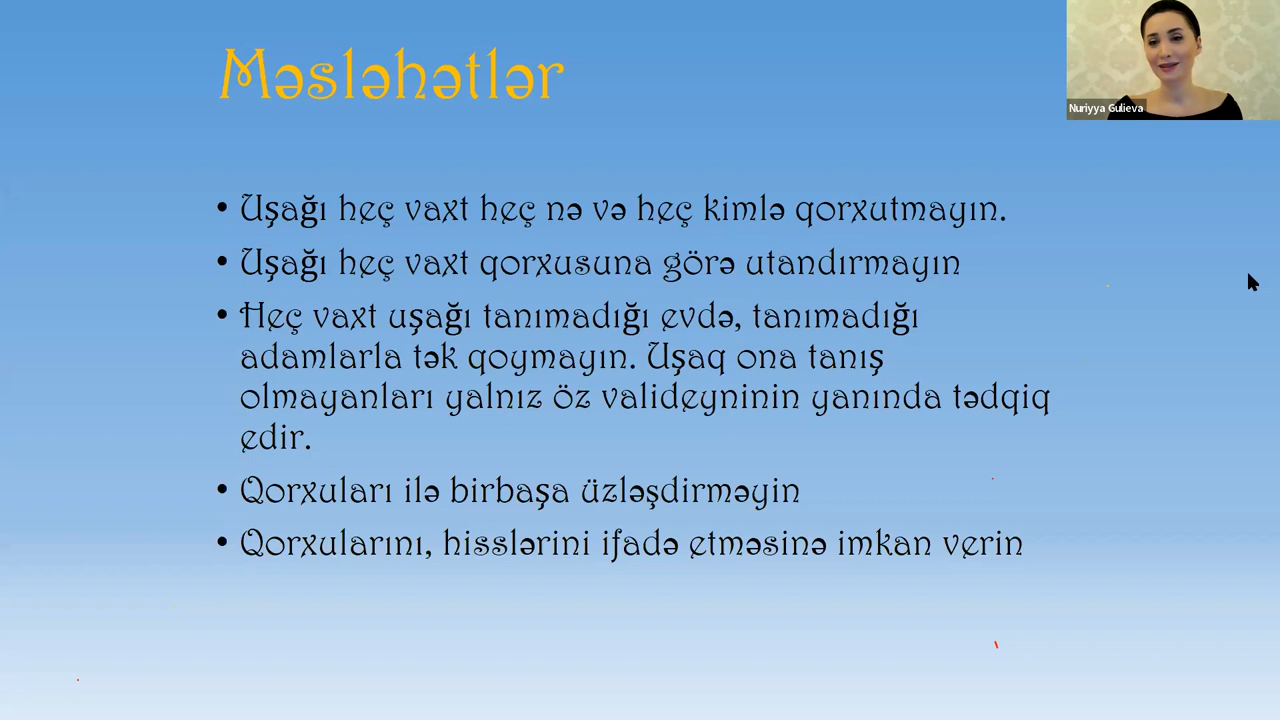 Məsləhətlər
Nuriyya Gulieva
• Uşağı heç vaxt heç nə və heç kimlə qorxutmayın.
• Uşağı heç vaxt qorxusuna görə utandırmayın
• Heç vaxt uşağı tanımadığı evdə, tanımadığı
adamlarla tək qoymayın. Uşaq ona tanış
olmayanları yalnız öz valideyninin yanında tədqiq
edir.
• Qorxuları ilə birbaşa üzləşdirməyin
• Qorxularını, hisslərini ifadə etməsinə imkan verin